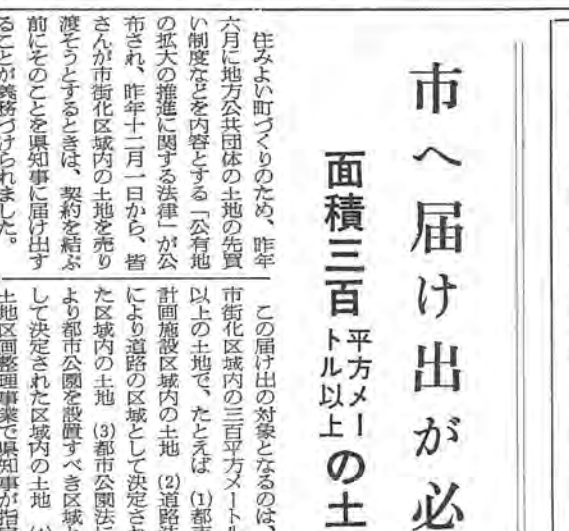 市へ届け出が必
面積三百平方メートル以上の土
住みよい町づくりのため、昨年
六月に地方公共団体の土地の先買
い制度などを内容とする「公有地
の拡大の推進に関する法律」が公
布され、昨年十二月一日から、皆
さんが市街化区域内の土地を売り
渡そうとするときは、契約を結ぶ
前にそのことを県知事に届け出す
ることが義務づけられました。
この届け出の対象となるのは、
市街化区域内の三百平方メートル
以上の土地で、たとえば (1)都市
計画施設区域内の土地 (2)道路法
により道路の区域として決定され
た区域内の土地 (3)都市公園法に
より都市公園を設置すべき区域と
して決定された区域内の土地
土地区画整理事業で県知事が指定